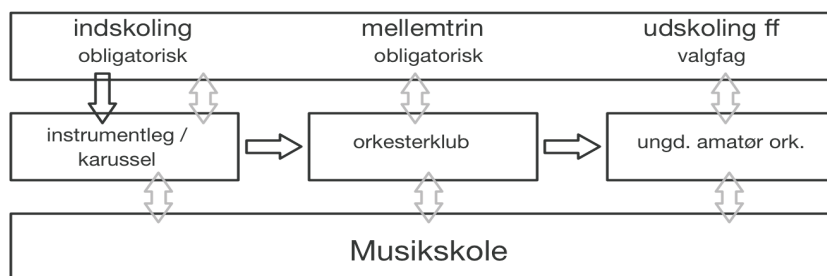 indskoling mellemtrin udskoling ff
obligatorisk obligatorisk valgfag
instrumentleg /
karussel
orkesterklub
ungd. amatør ork.
Musikskole